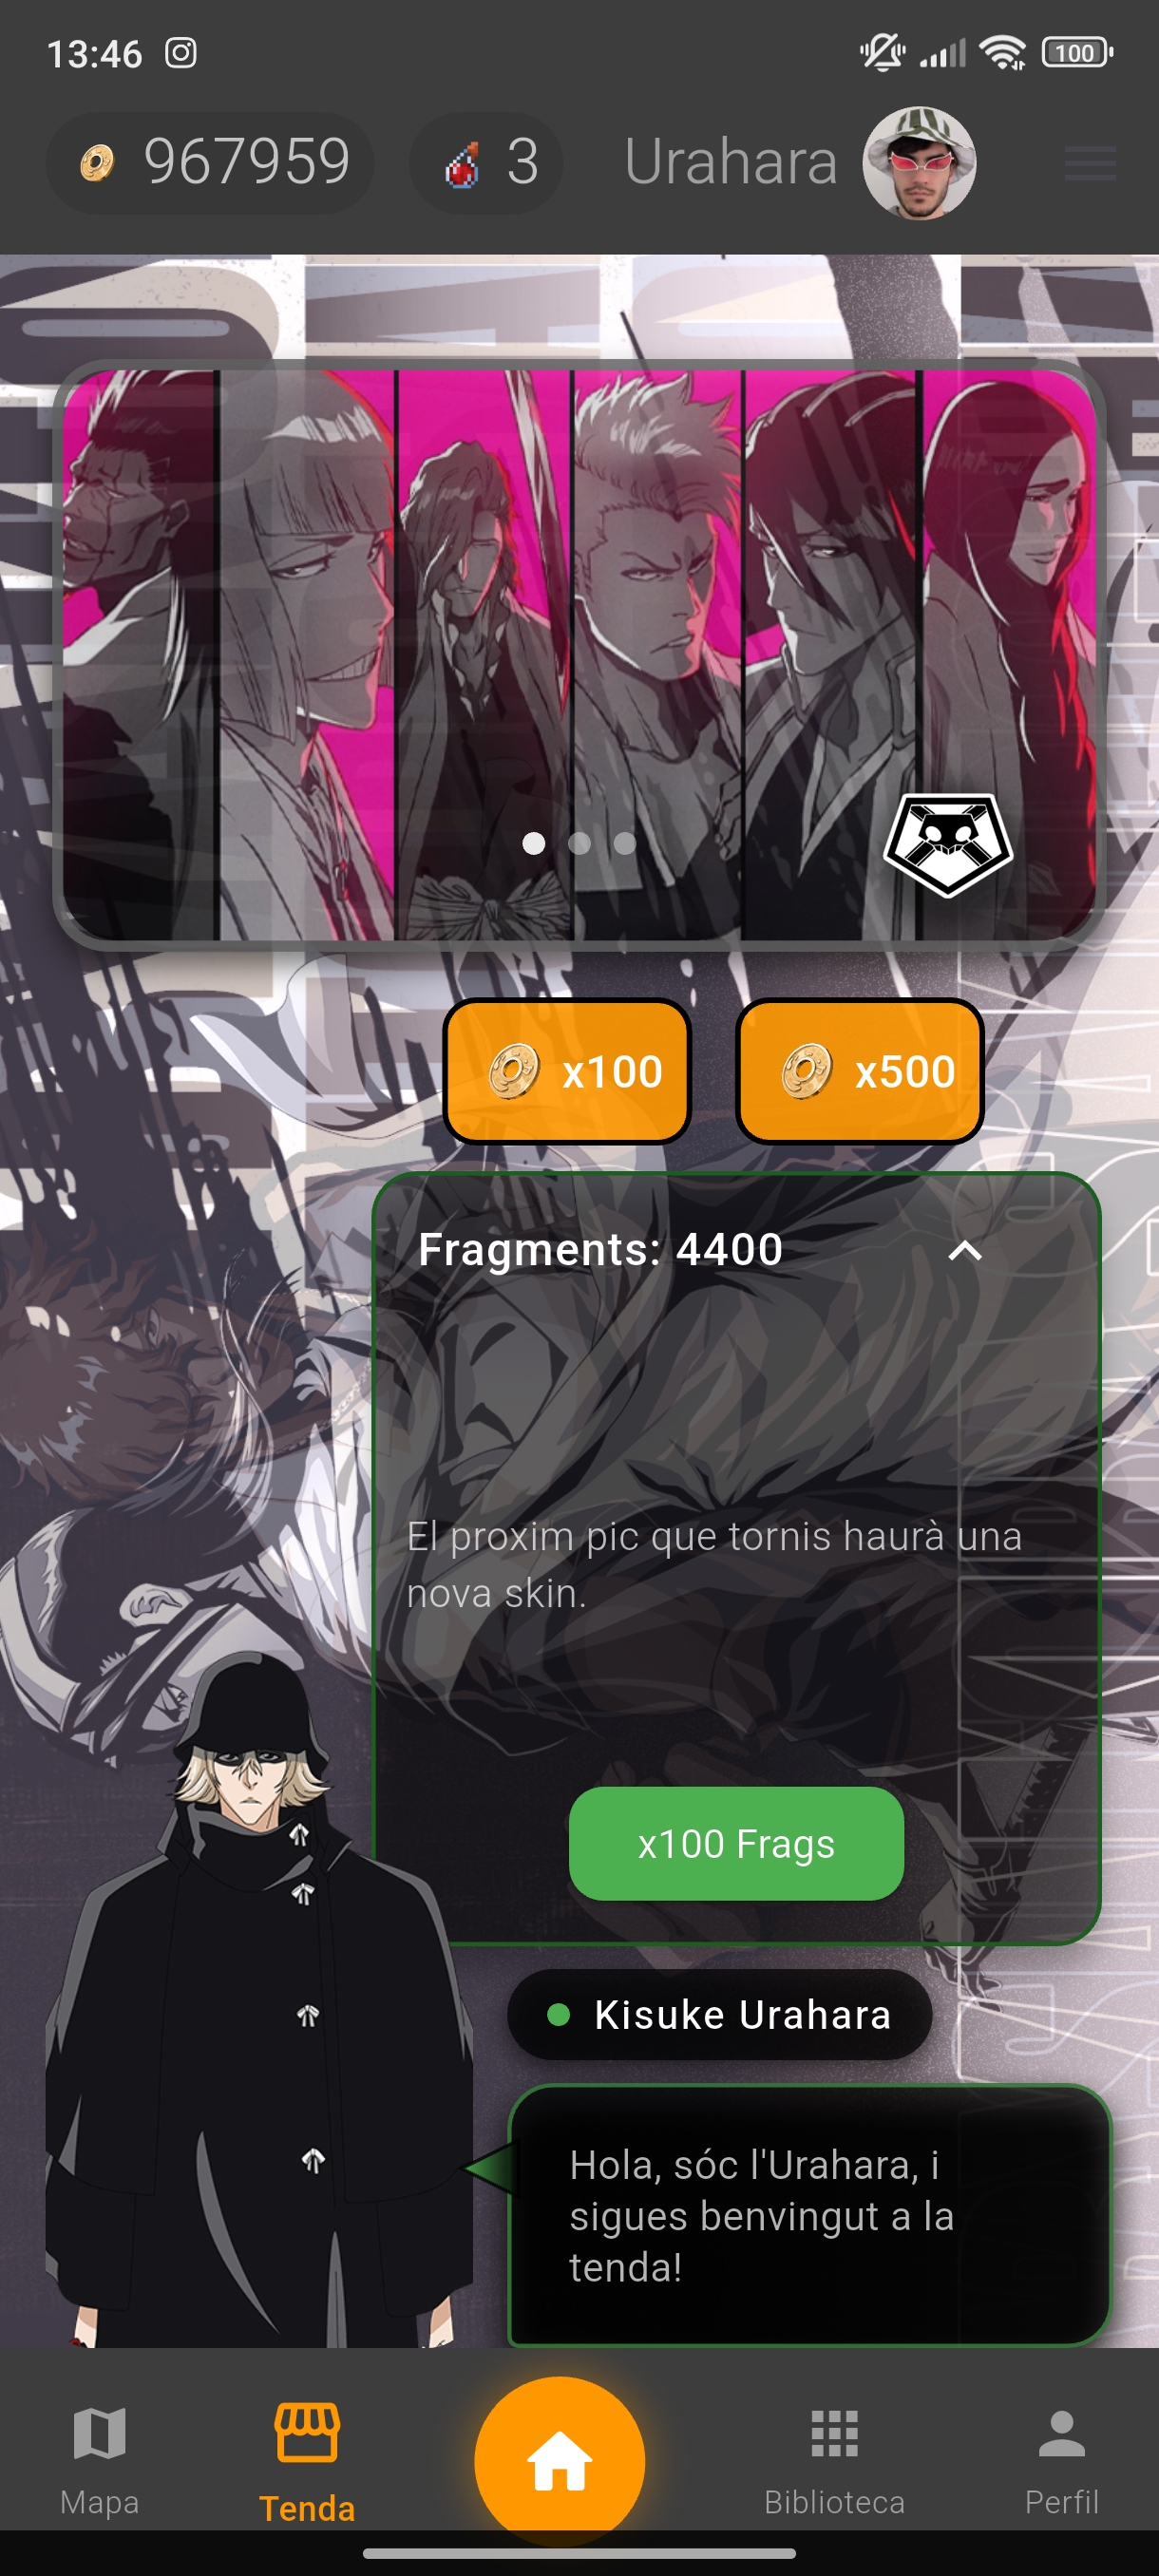 13:46
100
967959
3
Urahara
x100
x500
Fragments: 4400
El proxim pic que tornis haurà una
nova skin.
x100 Frags
Kisuke Urahara
Hola, sóc l'Urahara, i
sigues benvingut a la
tenda!
Mapa
Tenda
Biblioteca
Perfil